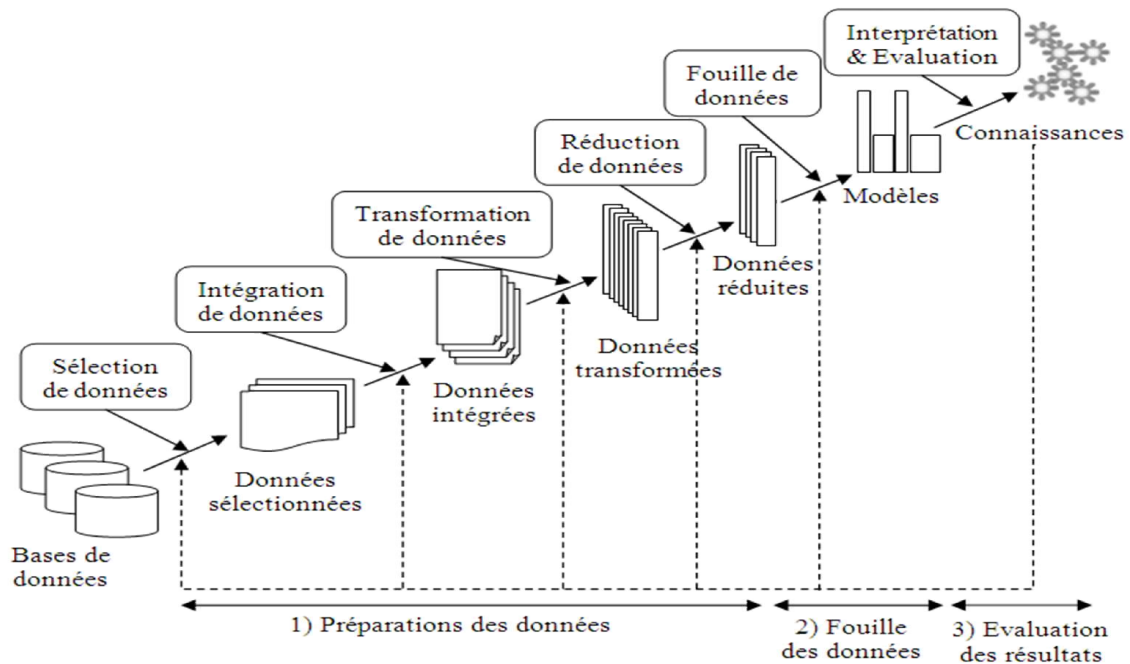 Interprétation
& Evaluation
Connaissances
Fouille de
données
Modèles
Réduction
de données
Données
réduites
Transformation
de données
Données
transformées
Intégration
de données
Données
intégrées
Sélection
de données
Données
sélectionnées
Bases de
données
1) Préparations des données
2) Fouille
des données
3) Evaluation
des résultats